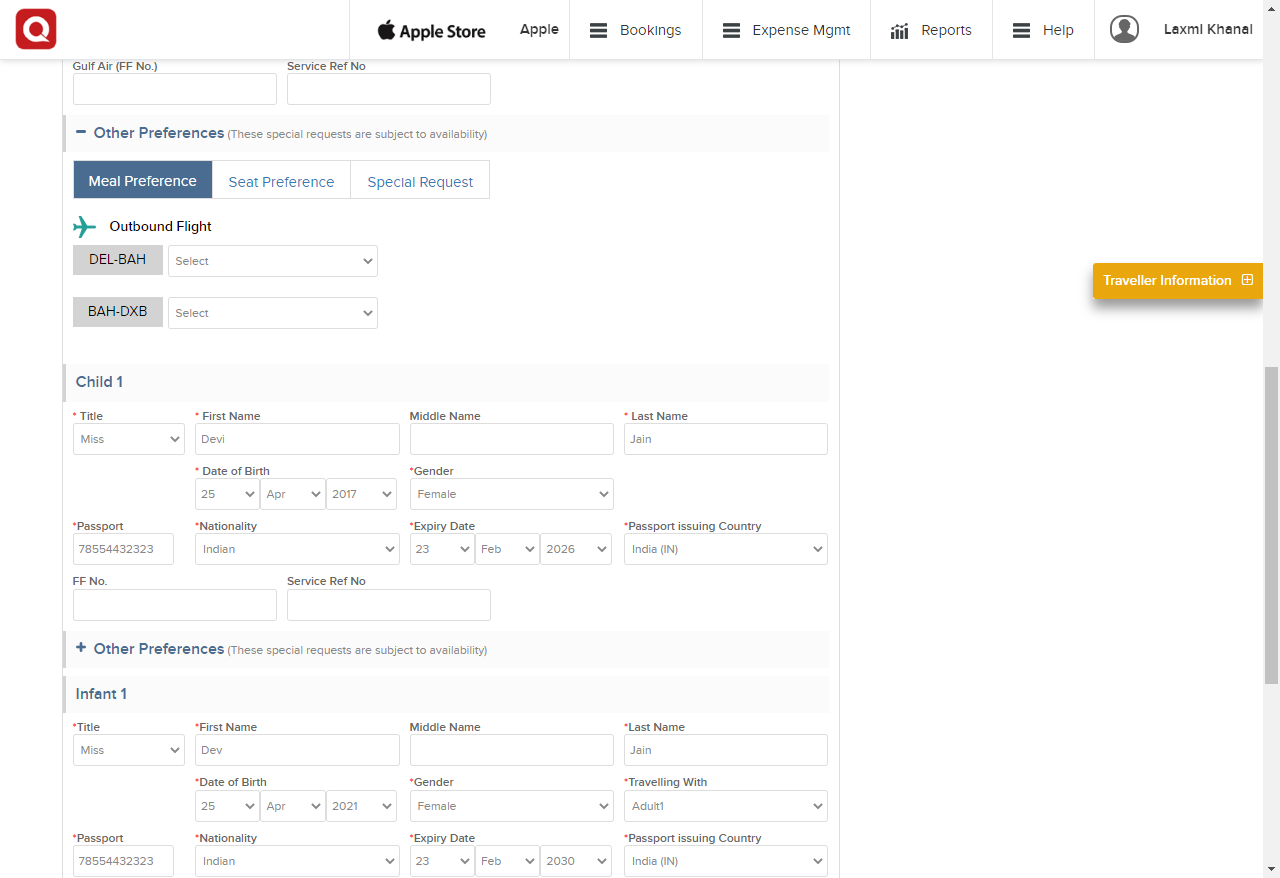 Apple Store Apple Bookings Expense Mgmt Reports Help Laxmi Khanal
Gulf Air (FF No.) Service Ref No
Other Preferences (These special requests are subject to availability)
Meal Preference Seat Preference Special Request
Outbound Flight
DEL-BAH Select
Traveller Information
BAH-DXB Select
Child 1
* Title * First Name Middle Name * Last Name
Miss Devi Jain
* Date of Birth *Gender
25 Apr 2017 Female
*Passport *Nationality *Expiry Date *Passport issuing Country
78554432323 Indian 23 Feb 2026 India (IN)
FF No. Service Ref No
Other Preferences (These special requests are subject to availability)
Infant 1
*Title *First Name Middle Name *Last Name
Miss Dev Jain
*Date of Birth *Gender *Travelling With
25 Apr 2021 Female Adult1
*Passport *Nationality *Expiry Date *Passport issuing Country
78554432323 Indian 23 Feb 2030 India (IN)